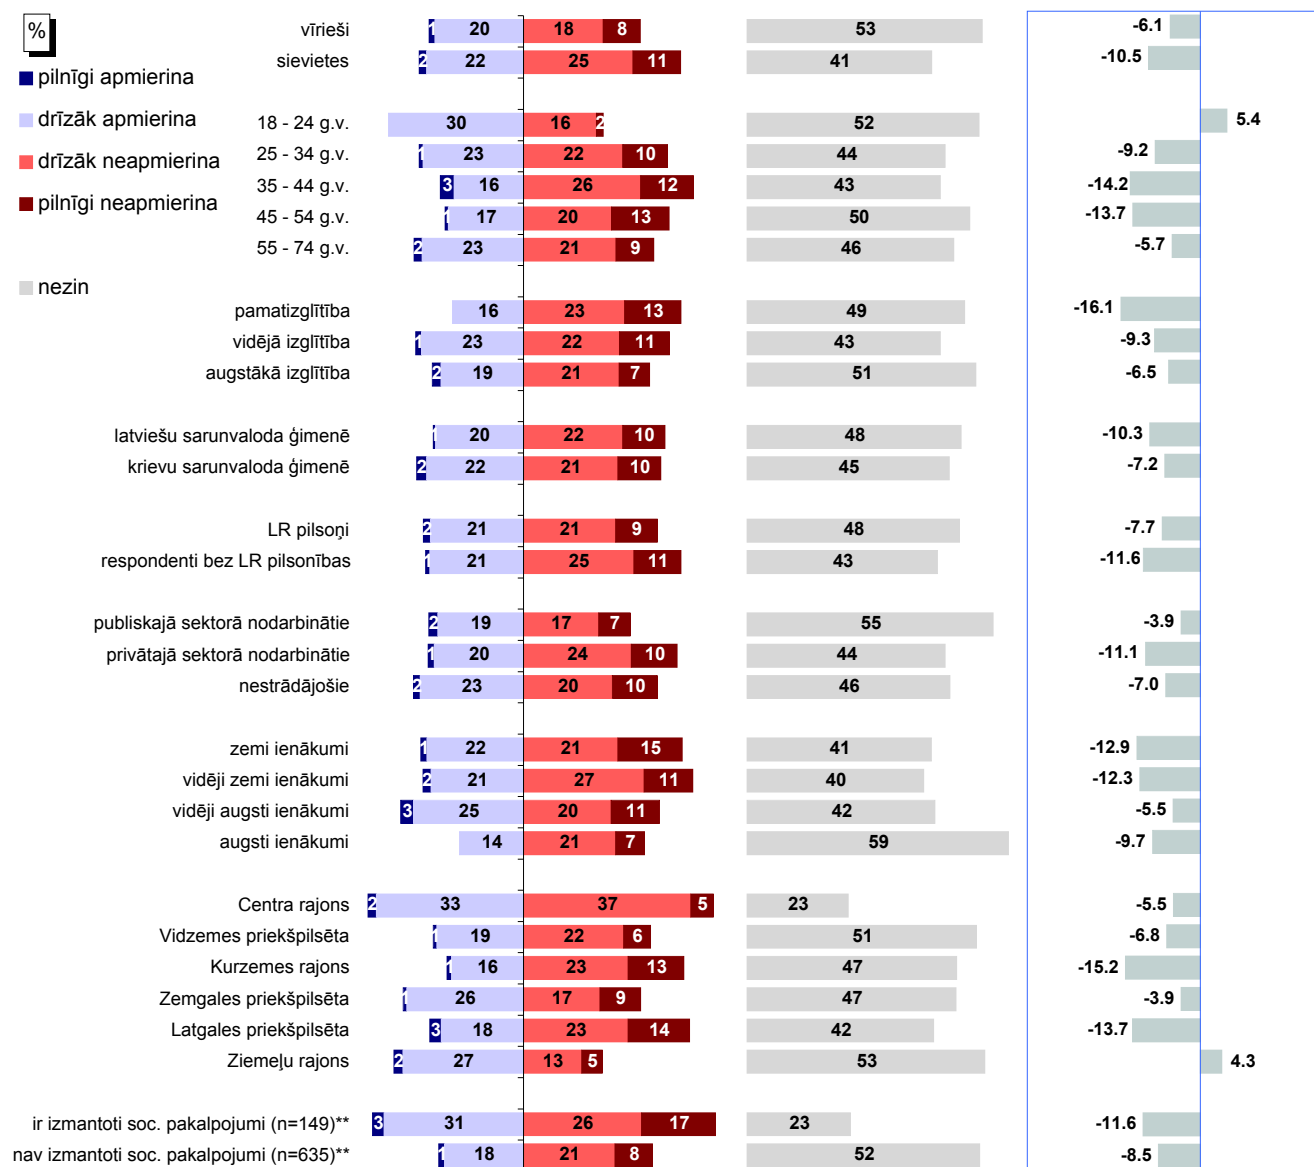 %
pilnīgi apmierina
drīzāk apmierina
drīzāk neapmierina
pilnīgi neapmierina
nezin
vīrieši 1 20 18 8 53 -6.1
sievietes 2 22 25 11 41 -10.5
18 - 24 g.v. 30 16 2 52 5.4
25 - 34 g.v. 1 23 22 10 44 -9.2
35 - 44 g.v. 3 16 26 12 43 -14.2
45 - 54 g.v. 1 17 20 13 50 -13.7
55 - 74 g.v. 2 23 21 9 46 -5.7
pamatizglītība 16 23 13 49 -16.1
vidējā izglītība 1 23 22 11 43 -9.3
augstākā izglītība 2 19 21 7 51 -6.5
latviešu sarunvaloda ģimenē 1 20 22 10 48 -10.3
krievu sarunvaloda ģimenē 2 22 21 10 45 -7.2
LR pilsoņi 2 21 21 9 48 -7.7
respondenti bez LR pilsonības 1 21 25 11 43 -11.6
publiskajā sektorā nodarbinātie 2 19 17 7 55 -3.9
privātajā sektorā nodarbinātie 1 20 24 10 44 -11.1
nestrādājošie 2 23 20 10 46 -7.0
zemi ienākumi 1 22 21 15 41 -12.9
vidēji zemi ienākumi 2 21 27 11 40 -12.3
vidēji augsti ienākumi 3 25 20 11 42 -5.5
augsti ienākumi 14 21 7 59 -9.7
Centra rajons 2 33 37 5 23 -5.5
Vidzemes priekšpilsēta 1 19 22 6 51 -6.8
Kurzemes rajons 1 16 23 13 47 -15.2
Zemgales priekšpilsēta 1 26 17 9 47 -3.9
Latgales priekšpilsēta 3 18 23 14 42 -13.7
Ziemeļu rajons 2 27 13 5 53 4.3
ir izmantoti soc. pakalpojumi (n=149)** 3 31 26 17 23 -11.6
nav izmantoti soc. pakalpojumi (n=635)** 1 18 21 8 52 -8.5